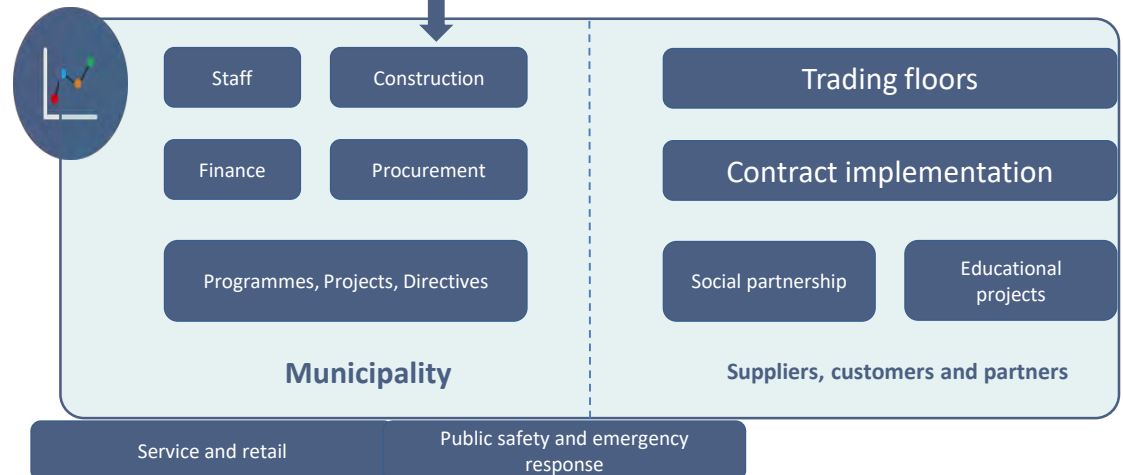 Staff
Construction
Finance
Procurement
Programmes, Projects, Directives
Municipality
Trading floors
Contract implementation
Social partnership
Educational
projects
Suppliers, customers and partners
Service and retail
Public safety and emergency
response